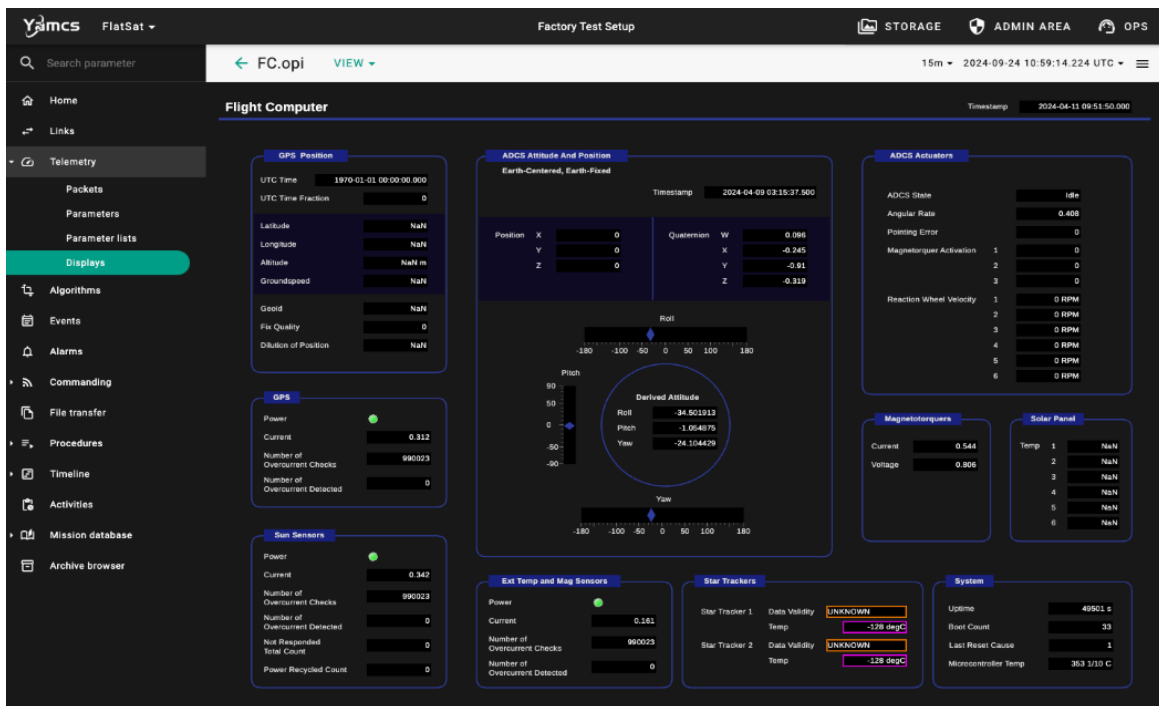 Yamcs FlatSat Factory Test Setup STORAGE ADMIN AREA OPS
Search parameter
FC.opi VIEW 15m 2024-09-24 10:59:14.224 UTC
Home
Links
Telemetry
Packets
Parameters
Parameter lists
Displays
Algorithms
Events
Alarms
Commanding
File transfer
Procedures
Timeline
Activities
Mission database
Archive browser
Flight Computer Timestamp 2024-04-11 09:51:50.000
GPS Position
UTC Time 1970-01-01 00:00:00.000
UTC Time Fraction 0
Latitude NaN
Longitude NaN
Altitude NaN m
Groundspeed NaN
Geoid NaN
Fix Quality 0
Dilution of Position NaN
GPS
Power
Current 0.312
Number of
Overcurrent Checks 990023
Number of
Overcurrent Detected 0
Sun Sensors
Power
Current 0.342
Number of
Overcurrent Checks 990023
Number of
Overcurrent Detected 0
Not Responded
Total Count 0
Power Recycled Count 0
ADCS Attitude And Position
Earth-Centered, Earth-Fixed
Timestamp 2024-04-09 03:15:37.500
Position X 0 Quaternion W 0.096
Y 0 X -0.245
Z 0 Y -0.91
Z -0.319
Roll
-180 -100 -50 0 50 100 180
Pitch
90
50
0
-50
-90
Derived Attitude
Roll -34.501913
Pitch -1.054875
Yaw -24.104429
Yaw
-180 -100 -50 0 50 100 180
ADCS Actuators
ADCS State Idle
Angular Rate 0.408
Pointing Error 0
Magnetorquer Activation 1 0
2 0
3 0
Reaction Wheel Velocity 1 0 RPM
2 0 RPM
3 0 RPM
4 0 RPM
5 0 RPM
6 0 RPM
Magnetotorquers
Current 0.544
Voltage 0.806
Solar Panel
Temp 1 NaN
2 NaN
3 NaN
4 NaN
5 NaN
6 NaN
Ext Temp and Mag Sensors
Power
Current 0.161
Number of
Overcurrent Checks 990023
Number of
Overcurrent Detected 0
Star Trackers
Star Tracker 1 Data Validity UNKNOWN
Temp -128 degC
Star Tracker 2 Data Validity UNKNOWN
Temp -128 degC
System
Uptime 49501 s
Boot Count 33
Last Reset Cause 1
Microcontroller Temp 353 1/10 C